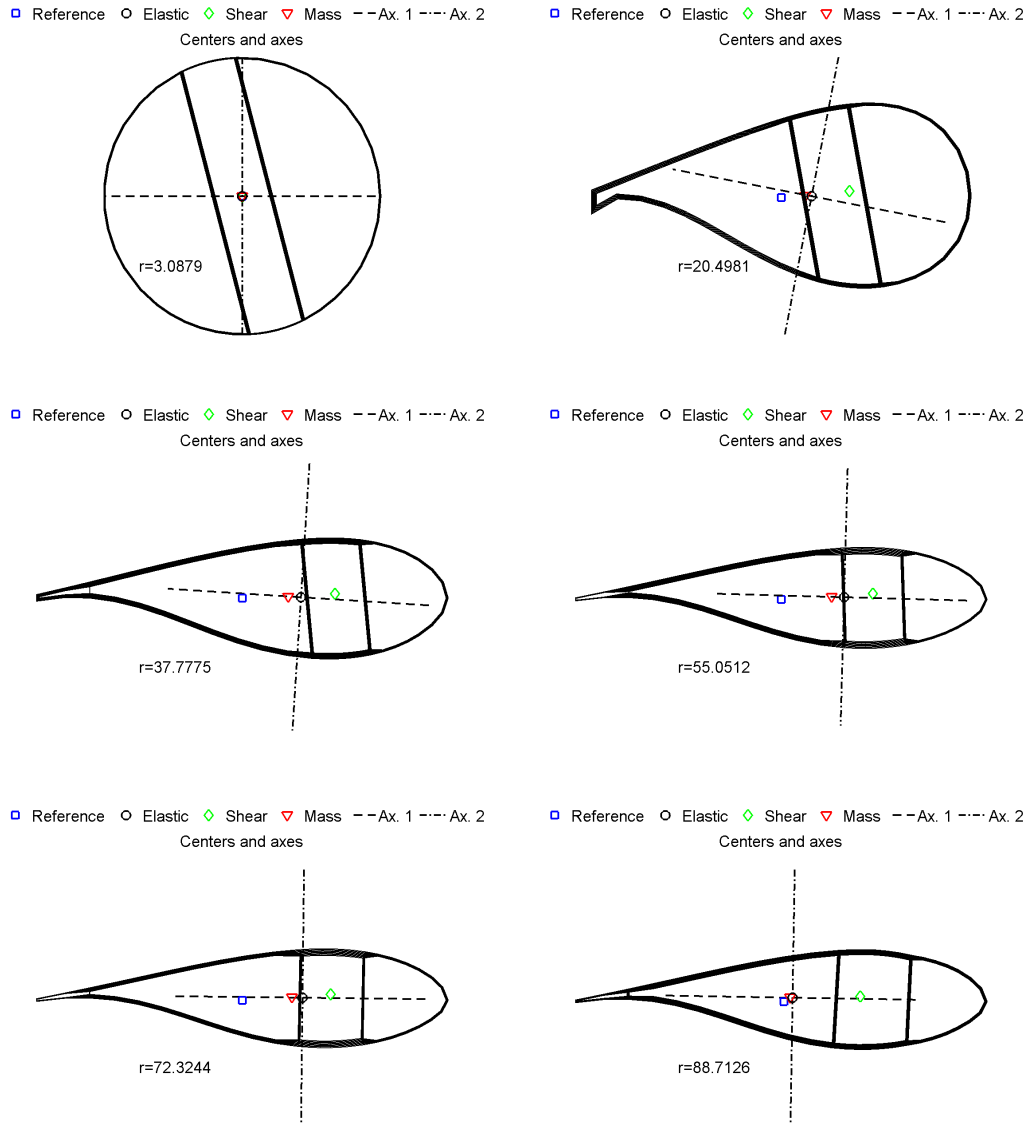 Reference Elastic Shear Mass Ax. 1 Ax. 2
Centers and axes
r=3.0879
Reference Elastic Shear Mass Ax. 1 Ax. 2
Centers and axes
r=20.4981
Reference Elastic Shear Mass Ax. 1 Ax. 2
Centers and axes
r=37.7775
Reference Elastic Shear Mass Ax. 1 Ax. 2
Centers and axes
r=55.0512
Reference Elastic Shear Mass Ax. 1 Ax. 2
Centers and axes
r=72.3244
Reference Elastic Shear Mass Ax. 1 Ax. 2
Centers and axes
r=88.7126